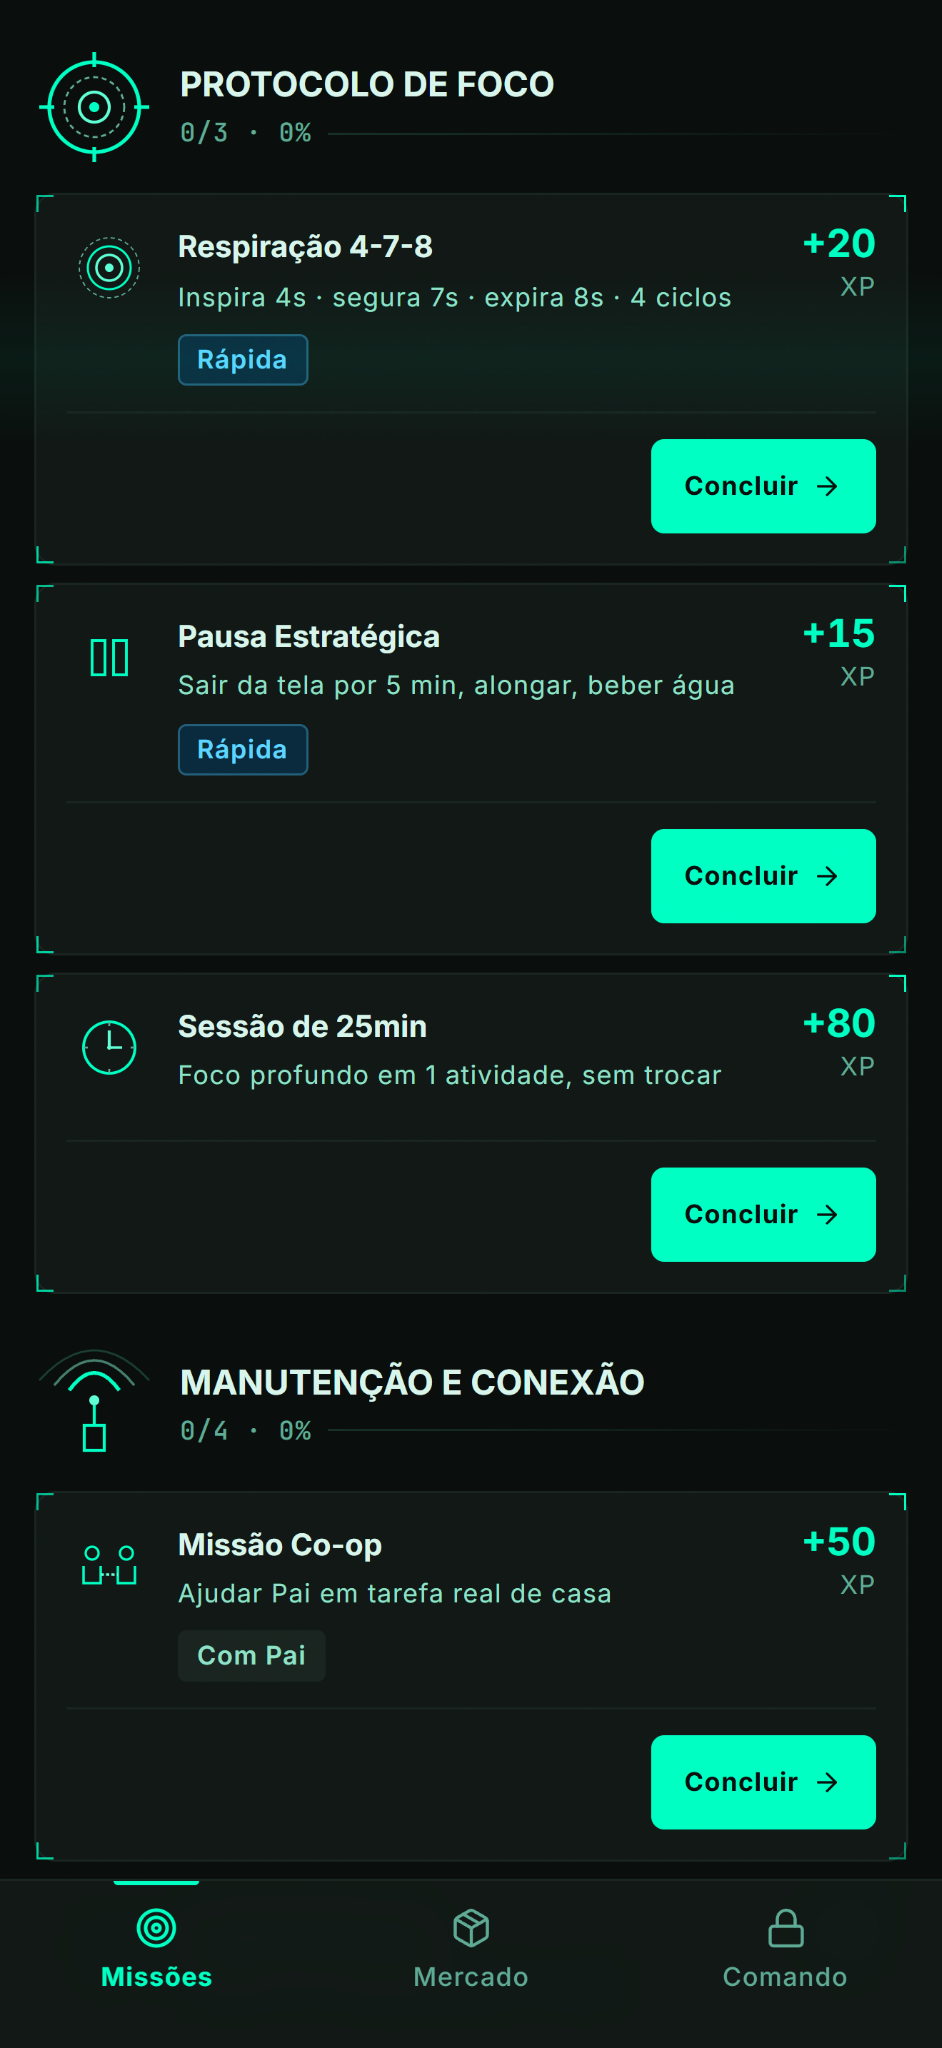 PROTOCOLO DE FOCO
0/3 · 0%
Respiração 4-7-8
+20
XP
Inspira 4s · segura 7s · expira 8s · 4 ciclos
Rápida
Concluir →
Pausa Estratégica
+15
XP
Sair da tela por 5 min, alongar, beber água
Rápida
Concluir →
Sessão de 25min
+80
XP
Foco profundo em 1 atividade, sem trocar
Concluir →
MANUTENÇÃO E CONEXÃO
0/4 · 0%
Missão Co-op
+50
XP
Ajudar Pai em tarefa real de casa
Com Pai
Concluir →
Missões
Mercado
Comando